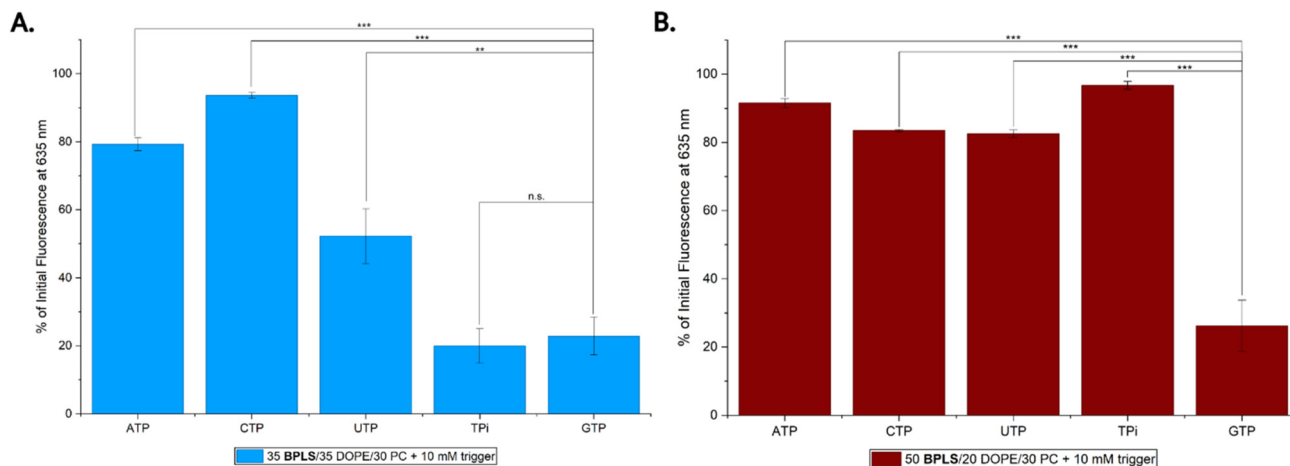 A.
***
***
**
n.s.
% of Initial Fluorescence at 635 nm
100
80
60
40
20
0
ATP CTP UTP TPi GTP
35 BPLS/35 DOPE/30 PC + 10 mM trigger
B.
***
***
***
***
% of Initial Fluorescence at 635 nm
100
80
60
40
20
0
ATP CTP UTP TPi GTP
50 BPLS/20 DOPE/30 PC + 10 mM trigger